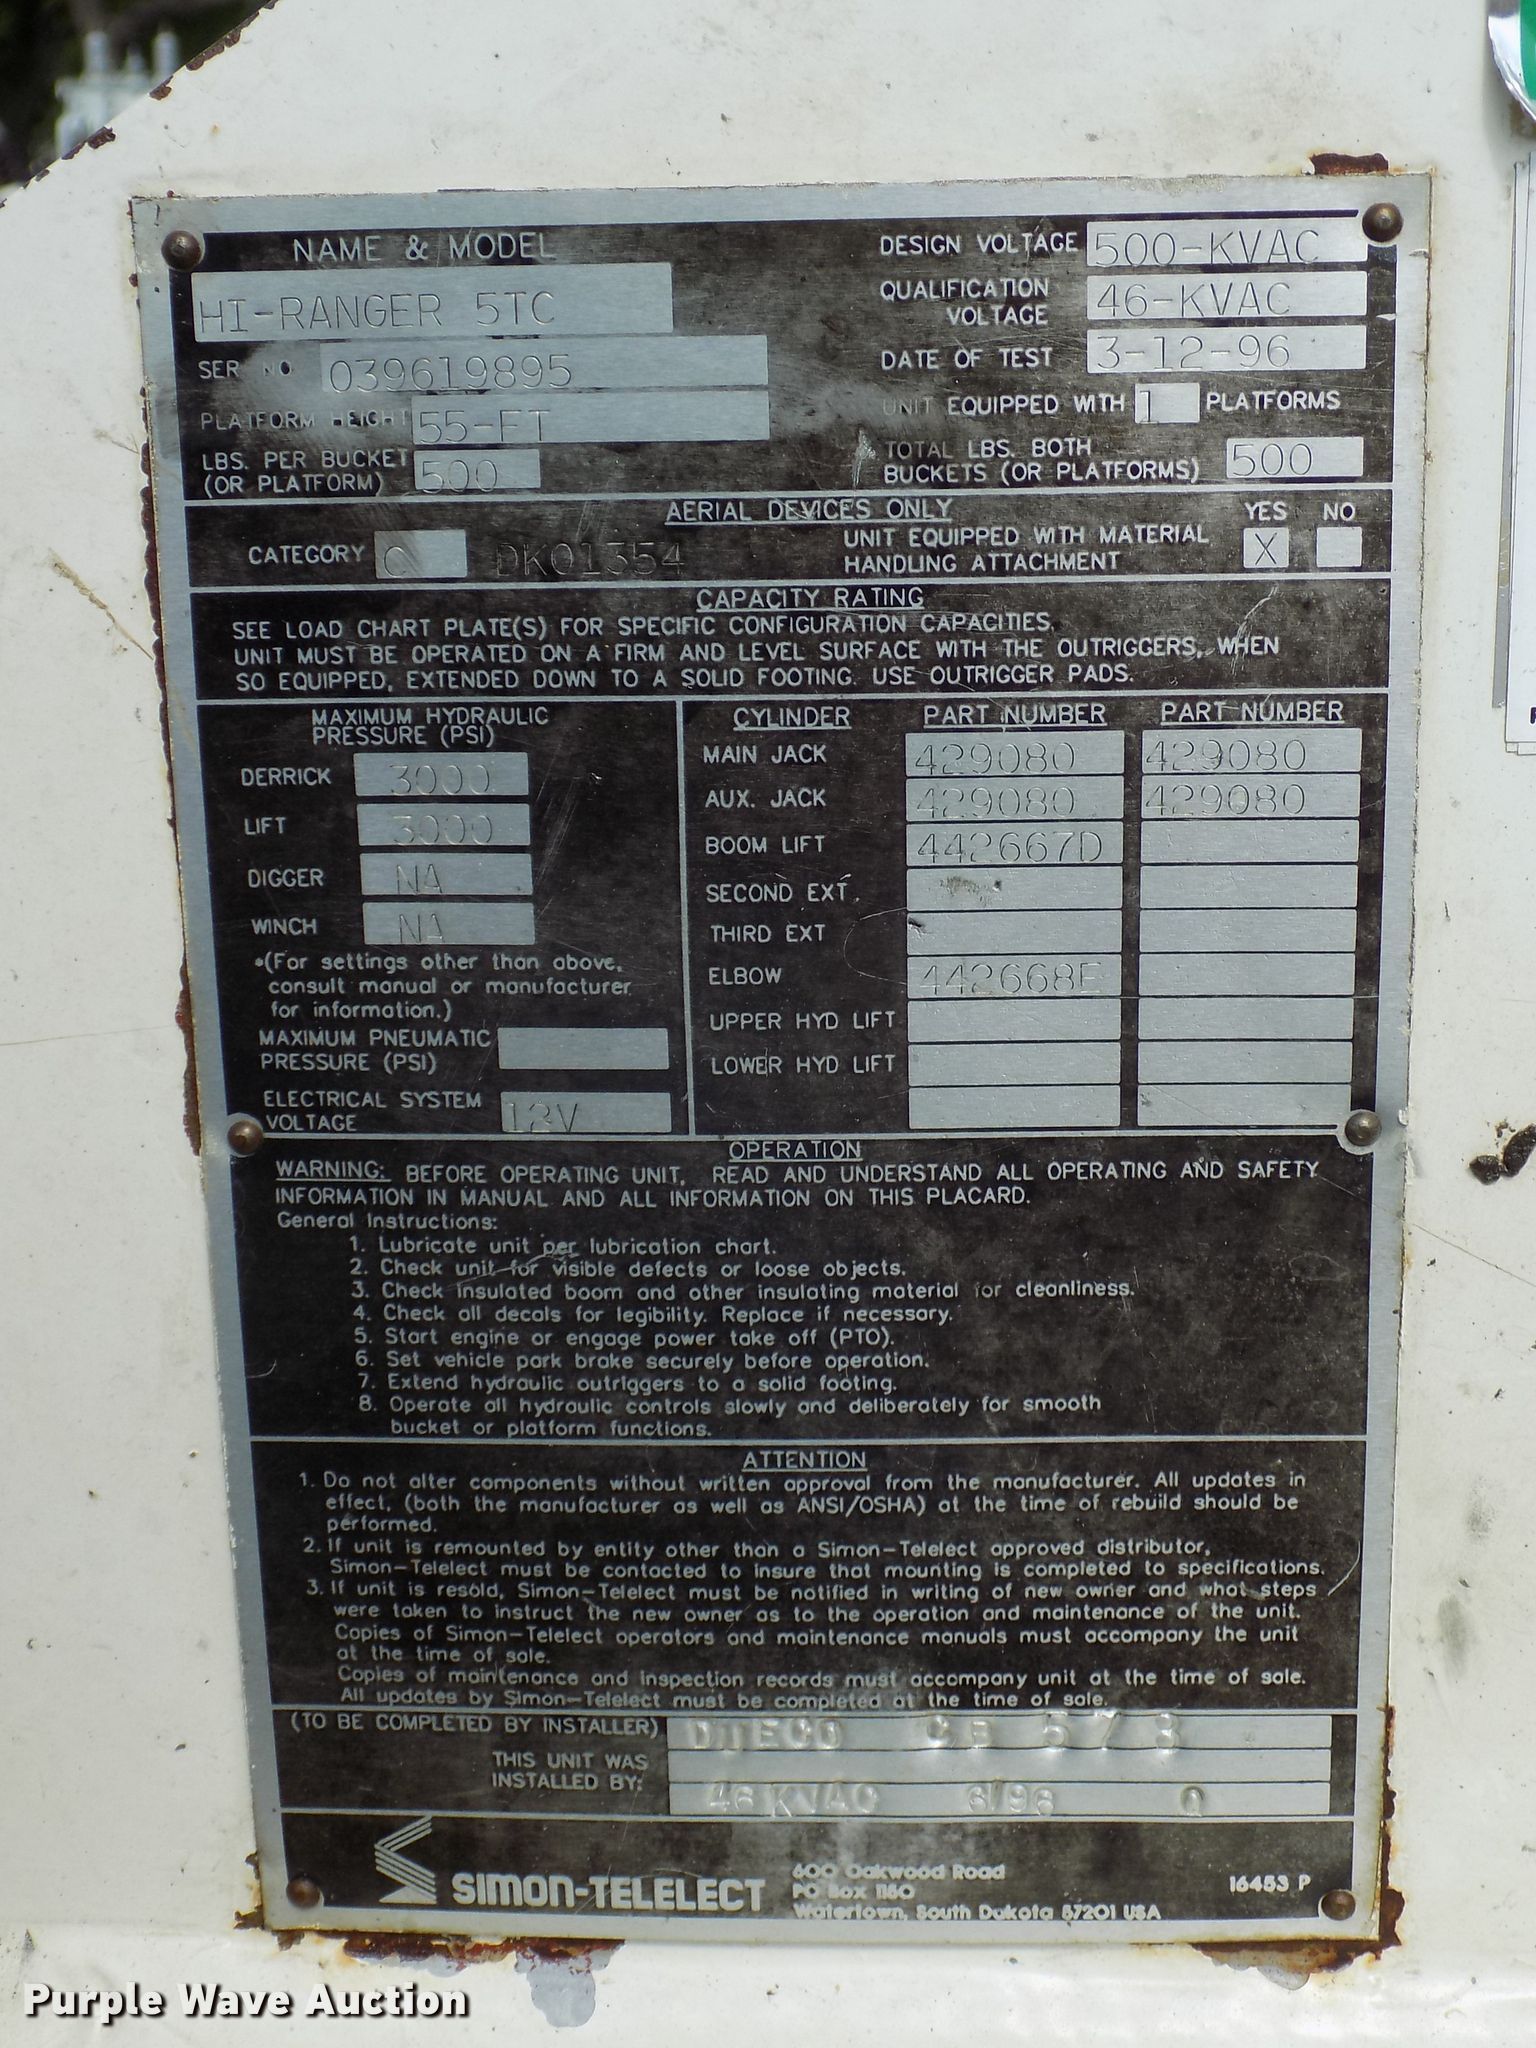 NAME & MODEL
HI-RANGER 5TC
SER NO 039619895
PLATFORM HEIGHT 55-FT
LBS. PER BUCKET
(OR PLATFORM) 500
DESIGN VOLTAGE 500-KVAC
QUALIFICATION
VOLTAGE 46-KVAC
DATE OF TEST 3-12-96
UNIT EQUIPPED WITH 1 PLATFORMS
TOTAL LBS. BOTH
BUCKETS (OR PLATFORMS) 500
AERIAL DEVICES ONLY
YES NO
CATEGORY C DK01354
UNIT EQUIPPED WITH MATERIAL
HANDLING ATTACHMENT X
CAPACITY RATING
SEE LOAD CHART PLATE(S) FOR SPECIFIC CONFIGURATION CAPACITIES.
UNIT MUST BE OPERATED ON A FIRM AND LEVEL SURFACE WITH THE OUTRIGGERS, WHEN
SO EQUIPPED, EXTENDED DOWN TO A SOLID FOOTING. USE OUTRIGGER PADS.
MAXIMUM HYDRAULIC
PRESSURE (PSI)
DERRICK 3000
LIFT 3000
DIGGER NA
WINCH NA
*(For settings other than above,
consult manual or manufacturer
for information.)
MAXIMUM PNEUMATIC
PRESSURE (PSI)
ELECTRICAL SYSTEM
VOLTAGE 12V
CYLINDER PART NUMBER PART NUMBER
MAIN JACK 429080 429080
AUX. JACK 429080 429080
BOOM LIFT 442667D
SECOND EXT.
THIRD EXT
ELBOW 442668E
UPPER HYD LIFT
LOWER HYD LIFT
OPERATION
WARNING: BEFORE OPERATING UNIT, READ AND UNDERSTAND ALL OPERATING AND SAFETY
INFORMATION IN MANUAL AND ALL INFORMATION ON THIS PLACARD.
General Instructions:
1. Lubricate unit per lubrication chart.
2. Check unit for visible defects or loose objects.
3. Check insulated boom and other insulating material for cleanliness.
4. Check all decals for legibility. Replace if necessary.
5. Start engine or engage power take off (PTO).
6. Set vehicle park brake securely before operation.
7. Extend hydraulic outriggers to a solid footing.
8. Operate all hydraulic controls slowly and deliberately for smooth
bucket or platform functions.
ATTENTION
1. Do not alter components without written approval from the manufacturer. All updates in
effect, (both the manufacturer as well as ANSI/OSHA) at the time of rebuild should be
performed.
2. If unit is remounted by entity other than a Simon-Telelect approved distributor,
Simon-Telelect must be contacted to insure that mounting is completed to specifications.
3. If unit is resold, Simon-Telelect must be notified in writing of new owner and what steps
were taken to instruct the new owner as to the operation and maintenance of the unit.
Copies of Simon-Telelect operators and maintenance manuals must accompany the unit
at the time of sale.
Copies of maintenance and inspection records must accompany unit at the time of sale.
All updates by Simon-Telelect must be completed at the time of sale.
(TO BE COMPLETED BY INSTALLER)
THIS UNIT WAS
INSTALLED BY:
46KVAC 6/96 Q
SIMON-TELELECT
600 Oakwood Road
PO Box 1150
Watertown, South Dakota 57201 USA
16453 P
Purple Wave Auction